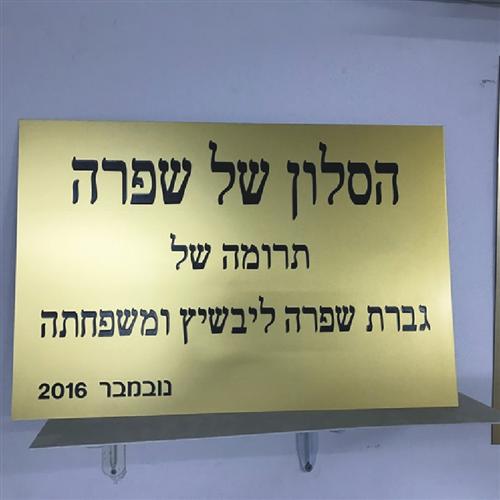 הסלון של שפרה
תרומה של
גברת שפרה ליבשיץ ומשפחתה
נובמבר 2016